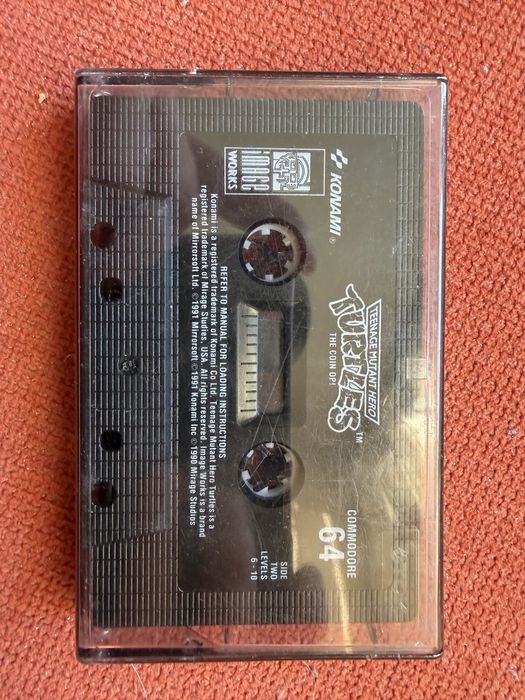 KONAMI®
TEENAGE MUTANT HERO
TURTLES™
THE COIN OP!
COMMODORE
64
image
WORKS
SIDE
TWO
LEVELS
6 - 10
REFER TO MANUAL FOR LOADING INSTRUCTIONS
Konami is a registered trademark of Konami Co Ltd. Teenage Mutant Hero Turtles is a
registered trademark of Mirage Studios, USA. All rights reserved. Image Works is a brand
name of Mirrorsoft Ltd. ©1991 Mirrorsoft ©1991 Konami Inc ©1990 Mirage Studios